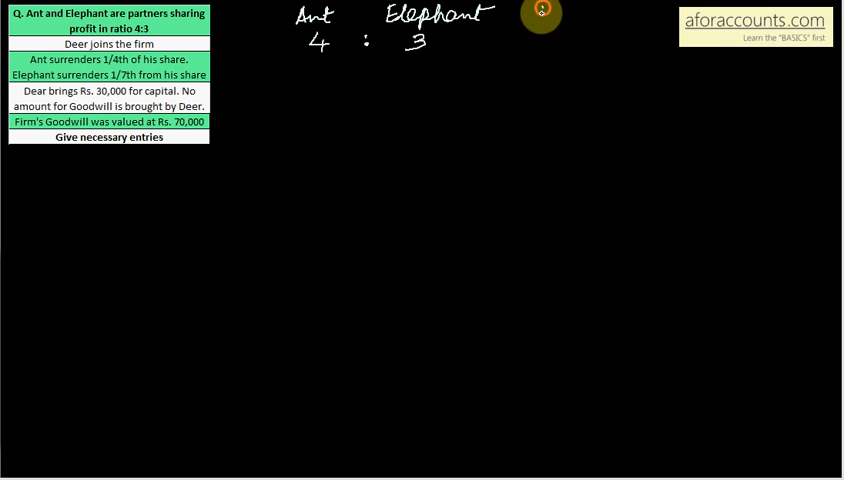 Q. Ant and Elephant are partners sharing
profit in ratio 4:3
Deer joins the firm
Ant surrenders 1/4th of his share.
Elephant surrenders 1/7th from his share
Dear brings Rs. 30,000 for capital. No
amount for Goodwill is brought by Deer.
Firm's Goodwill was valued at Rs. 70,000
Give necessary entries
Ant Elephant
4 : 3
aforaccounts.com
Learn the "BASICS" first